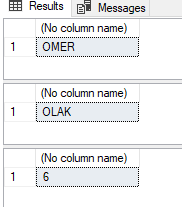 Results Messages
(No column name)
1 OMER
(No column name)
1 OLAK
(No column name)
1 6